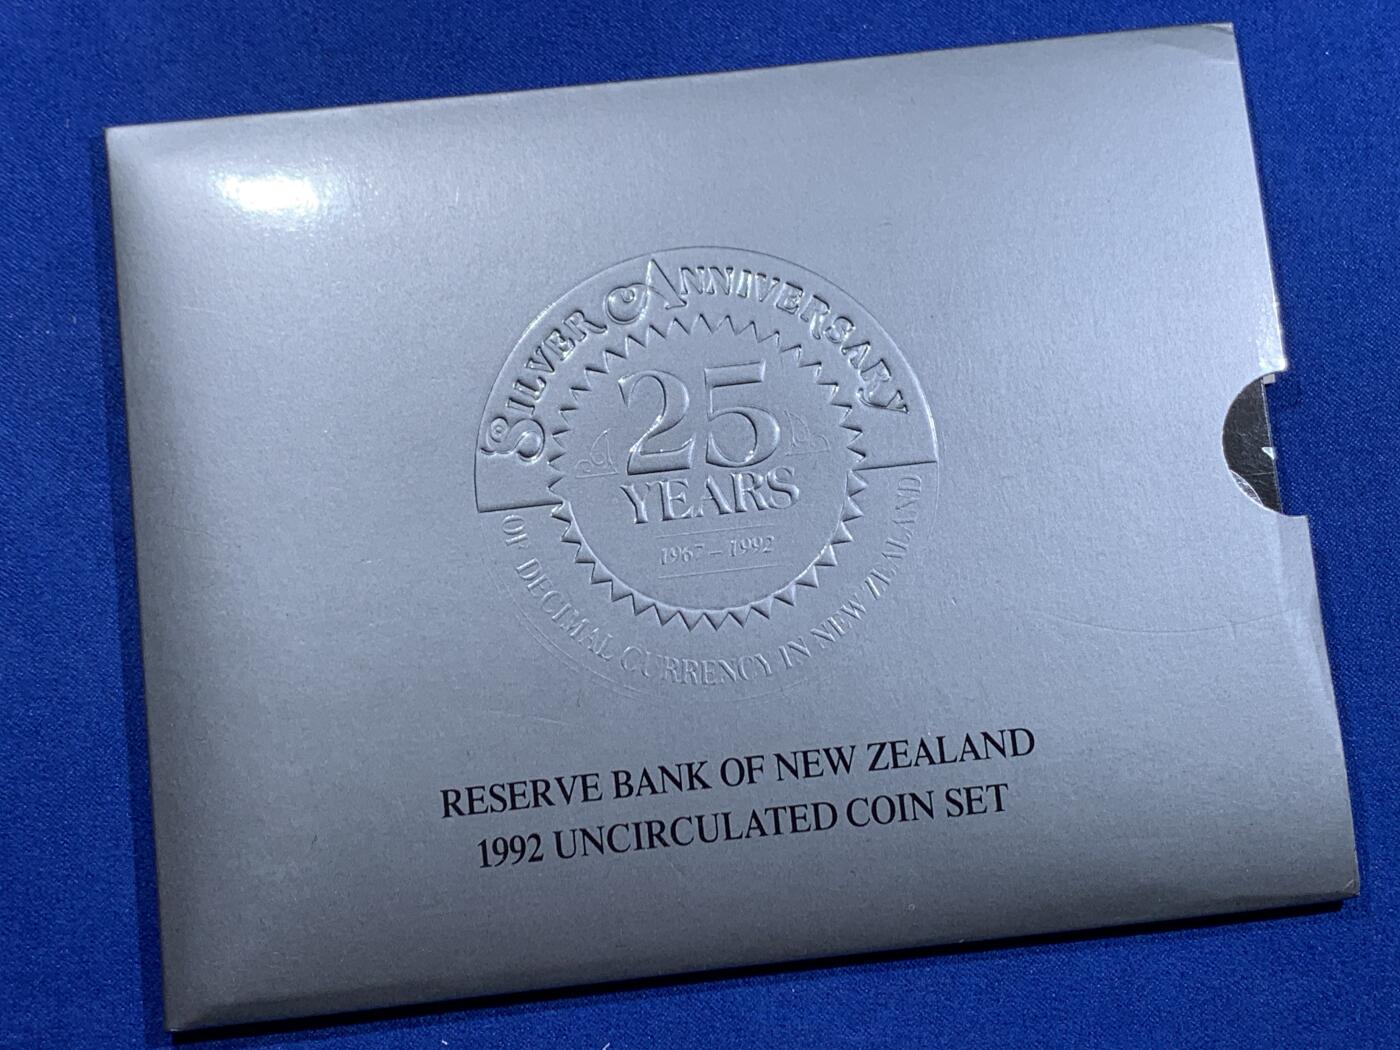 Silver Anniversary
25
YEARS
1967 – 1992
OF DECIMAL CURRENCY IN NEW ZEALAND
RESERVE BANK OF NEW ZEALAND
1992 UNCIRCULATED COIN SET